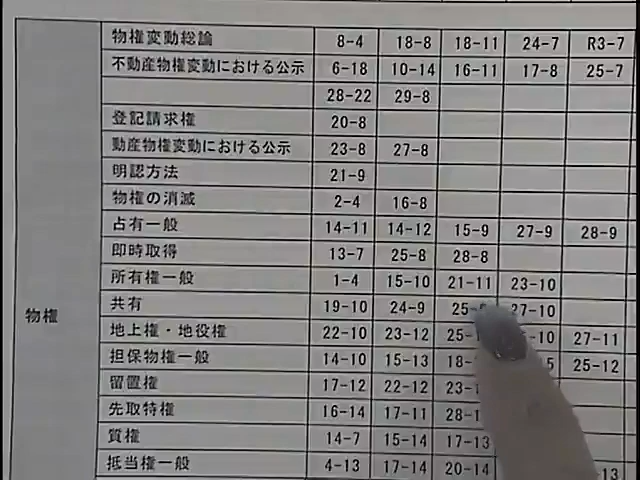 物権
物権変動総論 8-4 18-8 18-11 24-7 R3-7
不動産物権変動における公示 6-18 10-14 16-11 17-8 25-7
28-22 29-8
登記請求権 20-8
動産物権変動における公示 23-8 27-8
明認方法 21-9
物権の消滅 2-4 16-8
占有一般 14-11 14-12 15-9 27-9 28-9
即時取得 13-7 25-8 28-8
所有権一般 1-4 15-10 21-11 23-10
共有 19-10 24-9 27-10
地上権・地役権 22-10 23-12 27-11
担保物権一般 14-10 15-13 25-12
留置権 17-12 22-12
先取特権 16-14 17-11
質権 14-7 15-14 17-13
抵当権一般 4-13 17-14 20-14